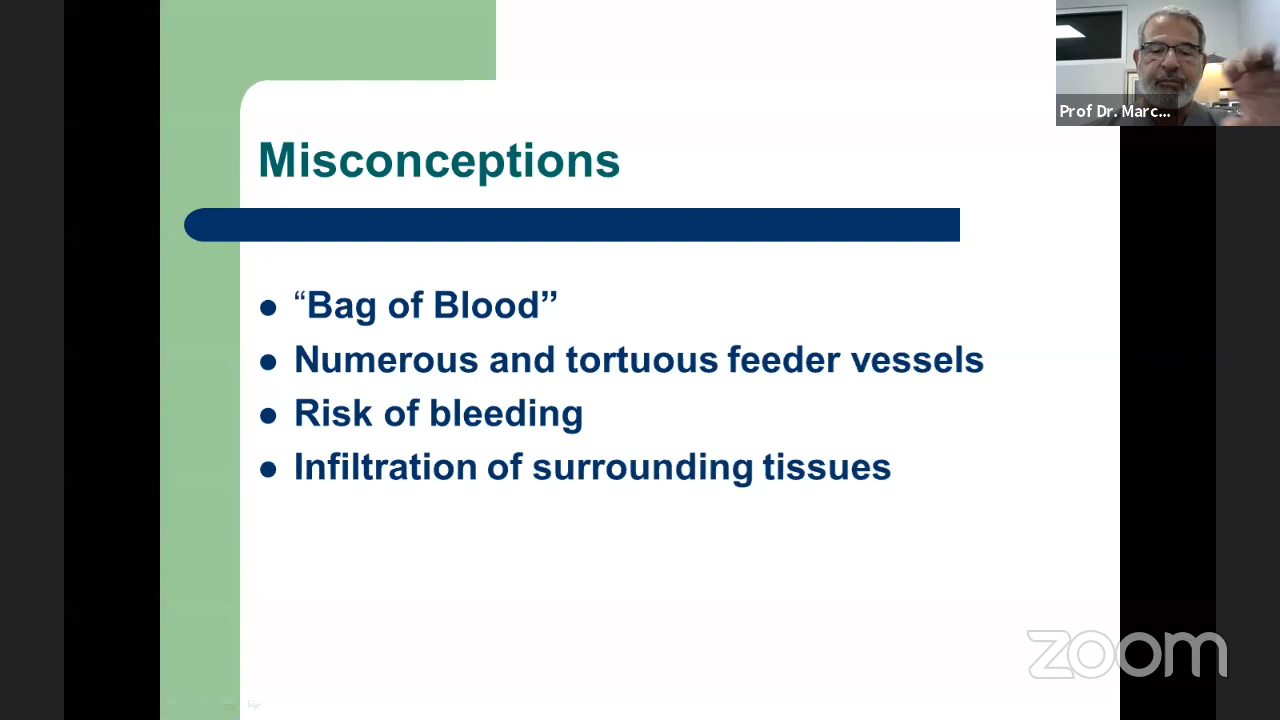 Prof Dr. Marc...
Misconceptions
● “Bag of Blood”
● Numerous and tortuous feeder vessels
● Risk of bleeding
● Infiltration of surrounding tissues
zoom